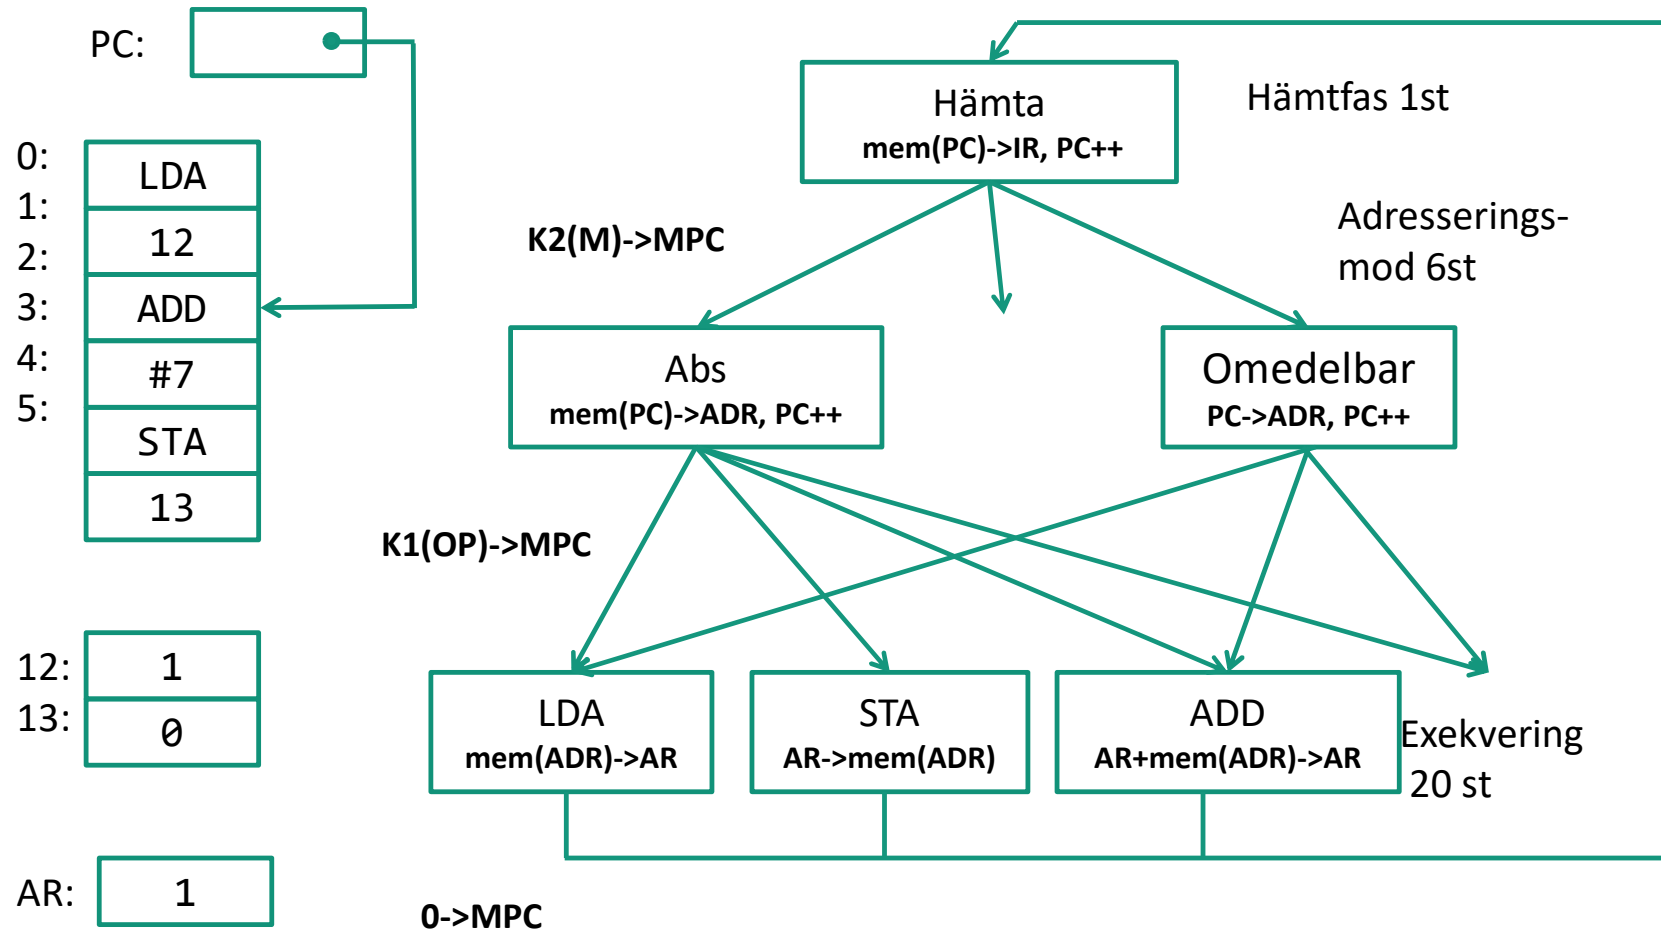 PC:
0:
1:
2:
3:
4:
5:
LDA
12
ADD
#7
STA
13
12:
13:
1
0
AR:
1
Hämta
mem(PC)->IR, PC++
Hämtfas 1st
K2(M)->MPC
Adresserings-
mod 6st
Abs
mem(PC)->ADR, PC++
Omedelbar
PC->ADR, PC++
K1(OP)->MPC
LDA
mem(ADR)->AR
STA
AR->mem(ADR)
ADD
AR+mem(ADR)->AR
Exekvering
20 st
0->MPC